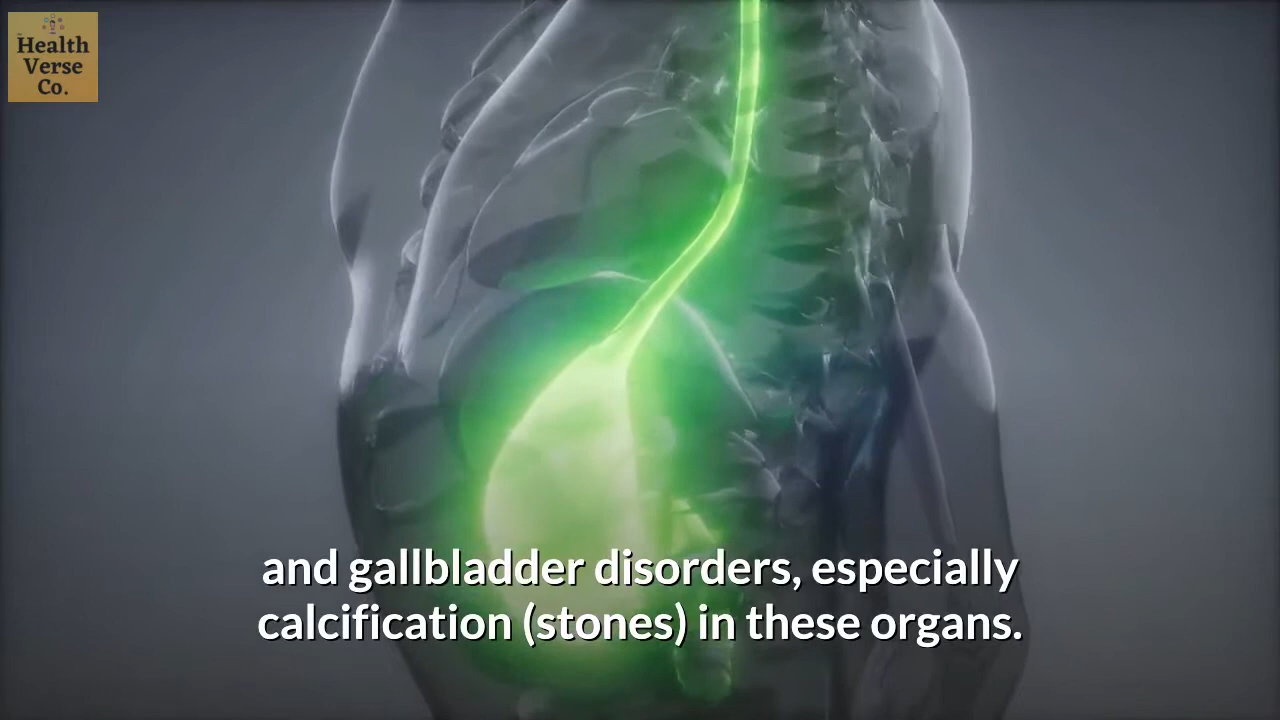 Health
Verse
Co.
and gallbladder disorders, especially
calcification (stones) in these organs.